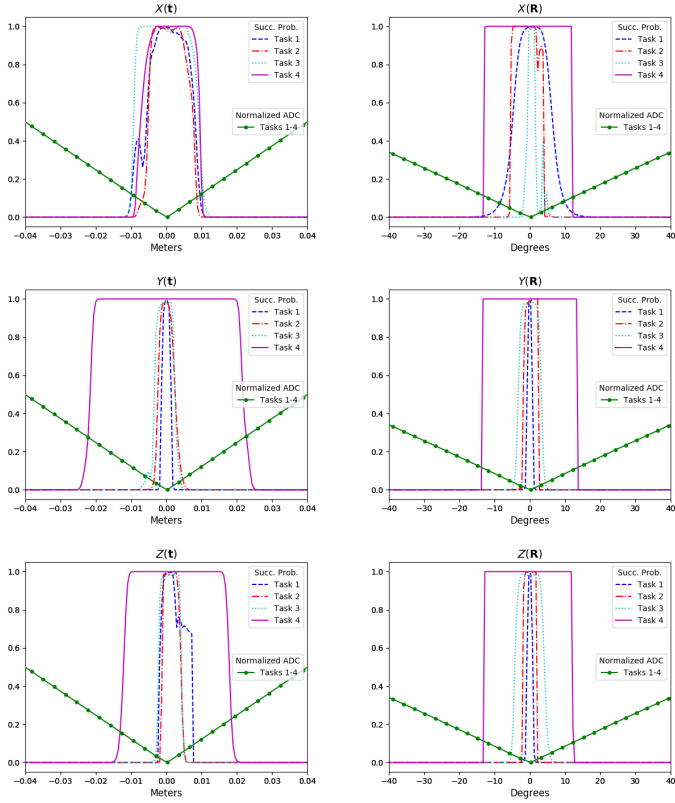 X(t)
1.0
0.8
0.6
0.4
0.2
0.0
Succ. Prob.
Task 1
Task 2
Task 3
Task 4
Normalized ADC
Tasks 1-4
−0.04 −0.03 −0.02 −0.01 0.00 0.01 0.02 0.03 0.04
Meters
X(R)
1.0
0.8
0.6
0.4
0.2
0.0
Succ. Prob.
Task 1
Task 2
Task 3
Task 4
Normalized ADC
Tasks 1-4
−40 −30 −20 −10 0 10 20 30 40
Degrees
Y(t)
1.0
0.8
0.6
0.4
0.2
0.0
Succ. Prob.
Task 1
Task 2
Task 3
Task 4
Normalized ADC
Tasks 1-4
−0.04 −0.03 −0.02 −0.01 0.00 0.01 0.02 0.03 0.04
Meters
Y(R)
1.0
0.8
0.6
0.4
0.2
0.0
Succ. Prob.
Task 1
Task 2
Task 3
Task 4
Normalized ADC
Tasks 1-4
−40 −30 −20 −10 0 10 20 30 40
Degrees
Z(t)
1.0
0.8
0.6
0.4
0.2
0.0
Succ. Prob.
Task 1
Task 2
Task 3
Task 4
Normalized ADC
Tasks 1-4
−0.04 −0.03 −0.02 −0.01 0.00 0.01 0.02 0.03 0.04
Meters
Z(R)
1.0
0.8
0.6
0.4
0.2
0.0
Succ. Prob.
Task 1
Task 2
Task 3
Task 4
Normalized ADC
Tasks 1-4
−40 −30 −20 −10 0 10 20 30 40
Degrees